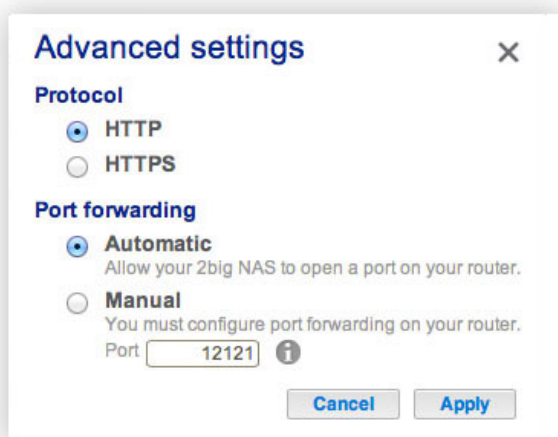 Advanced settings
Protocol
HTTP
HTTPS
Port forwarding
Automatic
Allow your 2big NAS to open a port on your router.
Manual
You must configure port forwarding on your router.
Port 12121
Cancel Apply